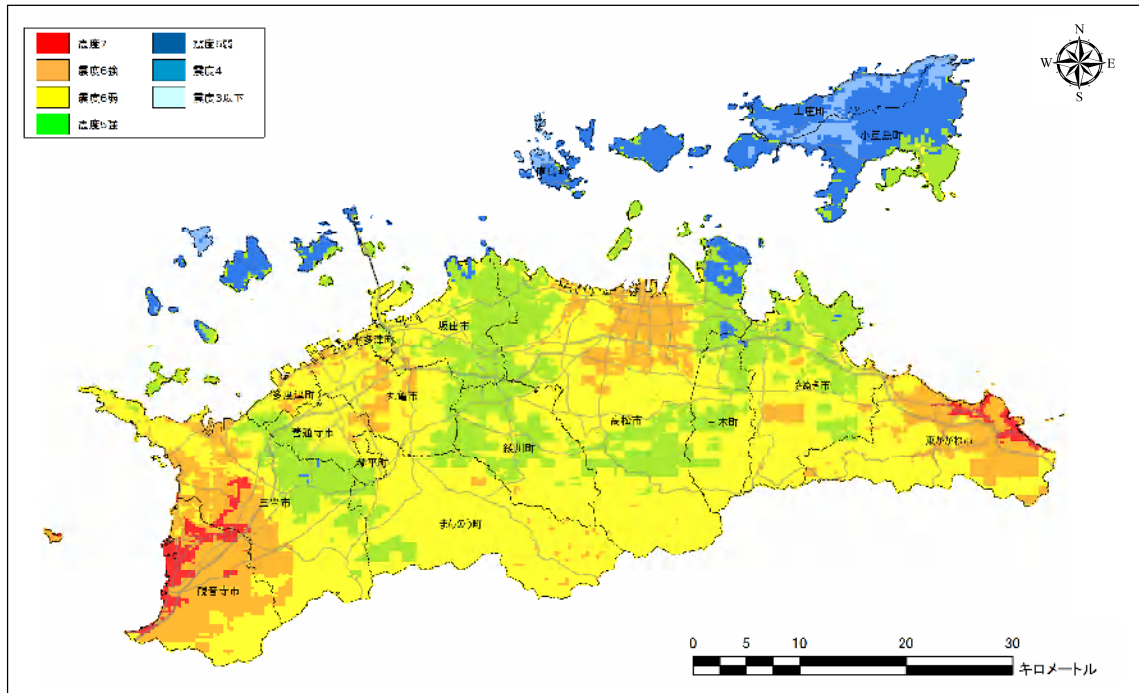 震度7
震度5弱
震度6強
震度4
震度6弱
震度3以下
震度5強
N
W
E
S
土庄町
小豆島町
直島町
坂出市
宇多津町
多度津町
丸亀市
善通寺市
琴平町
綾川町
高松市
三木町
さぬき市
東かがわ市
三豊市
まんのう町
観音寺市
0 5 10 20 30
キロメートル